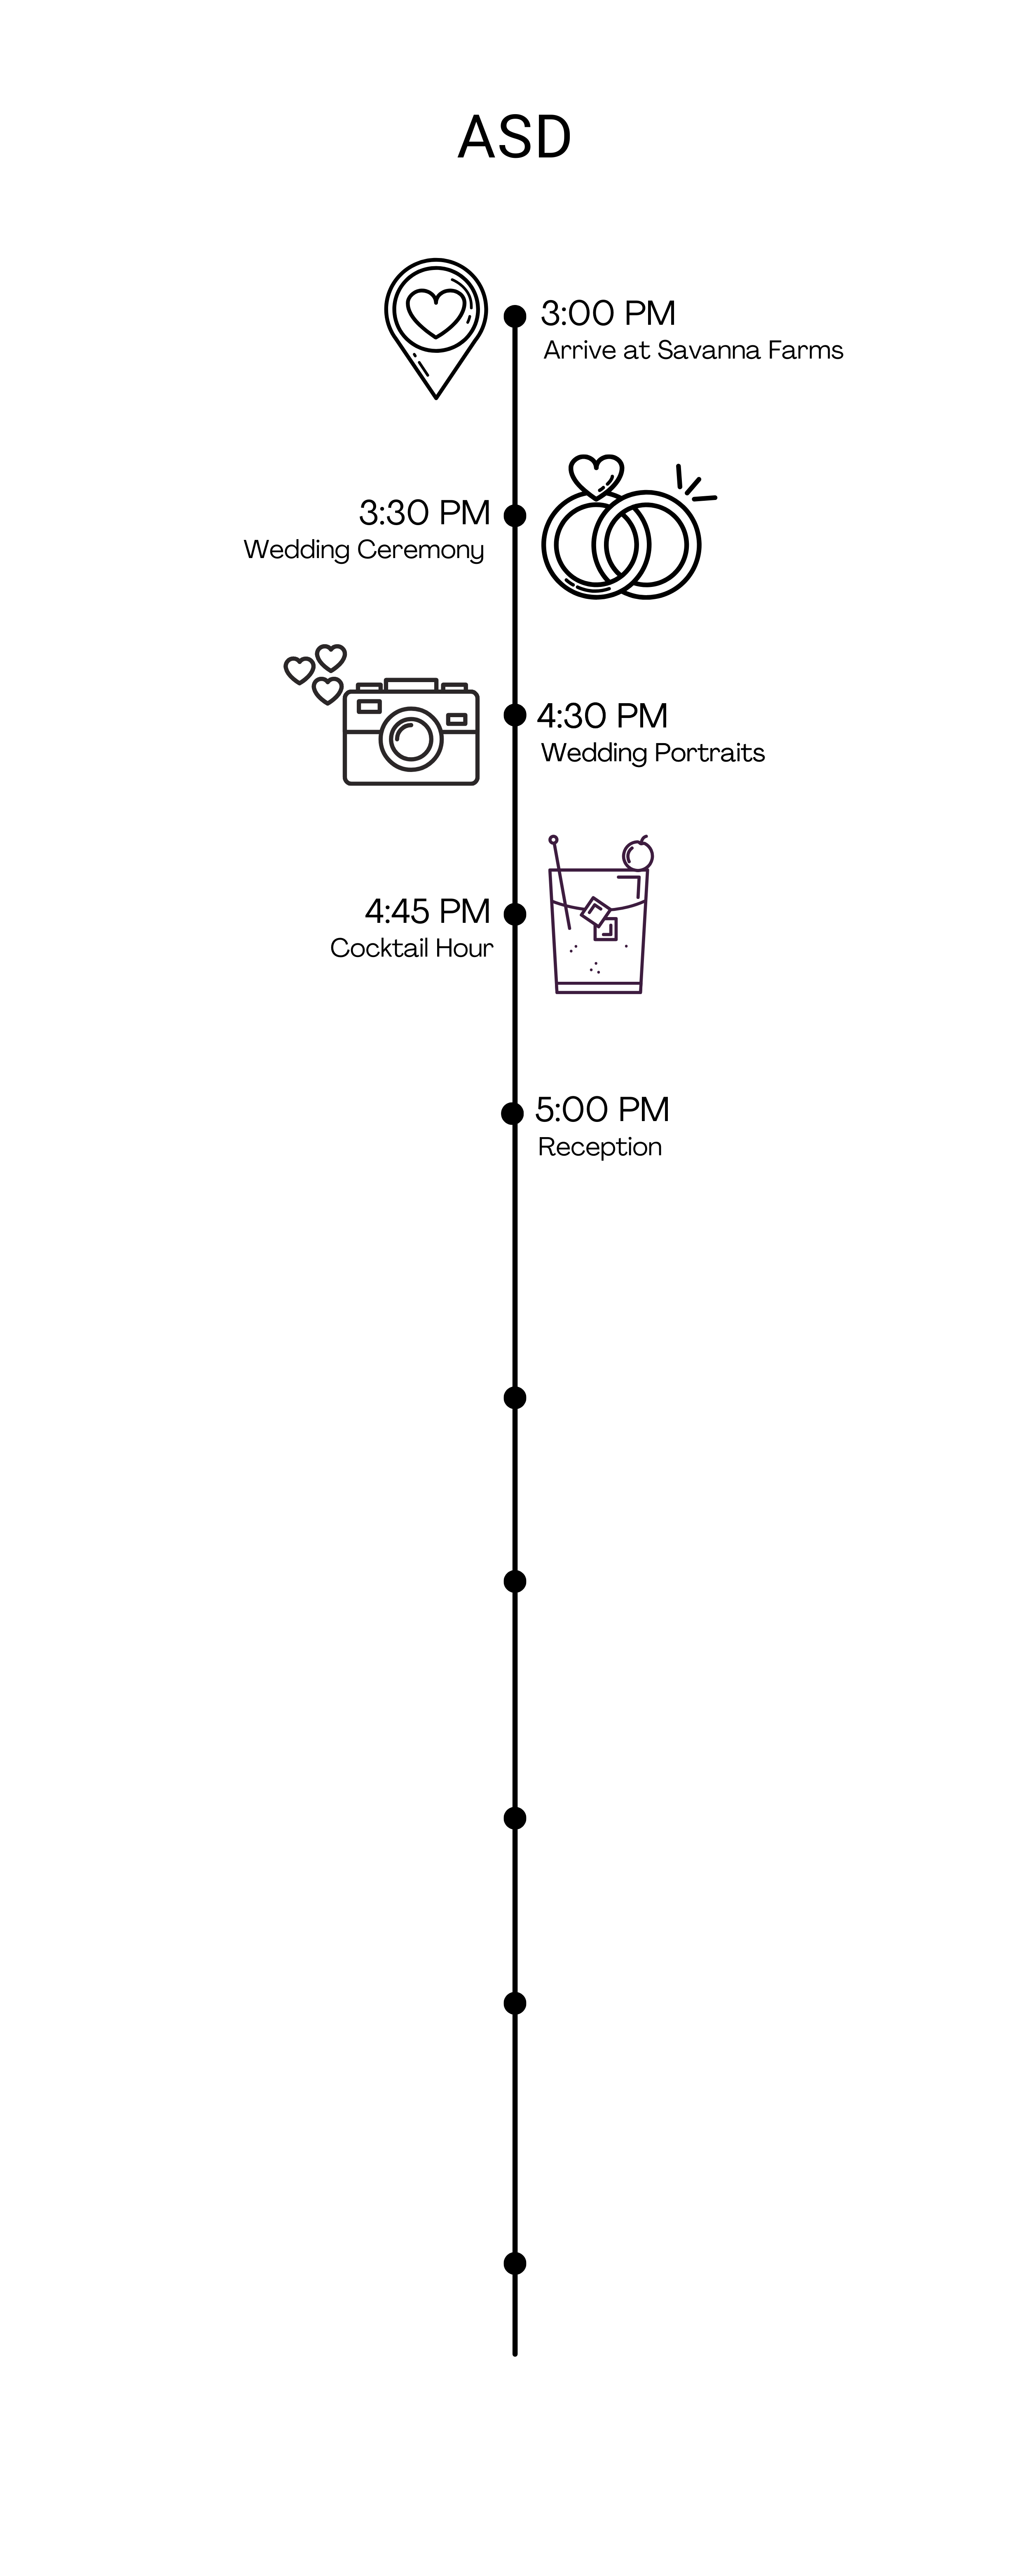 ASD
3:00 PM
Arrive at Savanna Farms
3:30 PM
Wedding Ceremony
4:30 PM
Wedding Portraits
4:45 PM
Cocktail Hour
5:00 PM
Reception